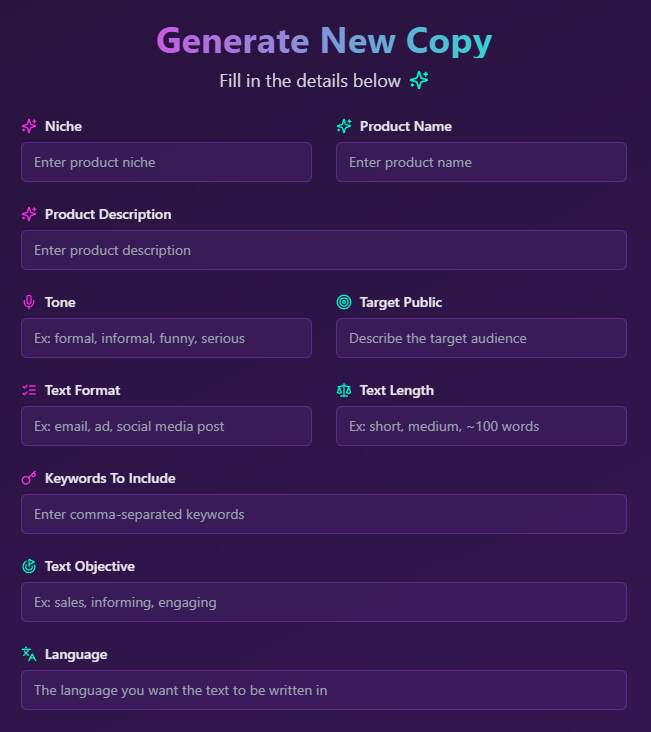 Generate New Copy
Fill in the details below
Niche
Product Name
Enter product niche
Enter product name
Product Description
Enter product description
Tone
Target Public
Ex: formal, informal, funny, serious
Describe the target audience
Text Format
Text Length
Ex: email, ad, social media post
Ex: short, medium, ~100 words
Keywords To Include
Enter comma-separated keywords
Text Objective
Ex: sales, informing, engaging
Language
The language you want the text to be written in